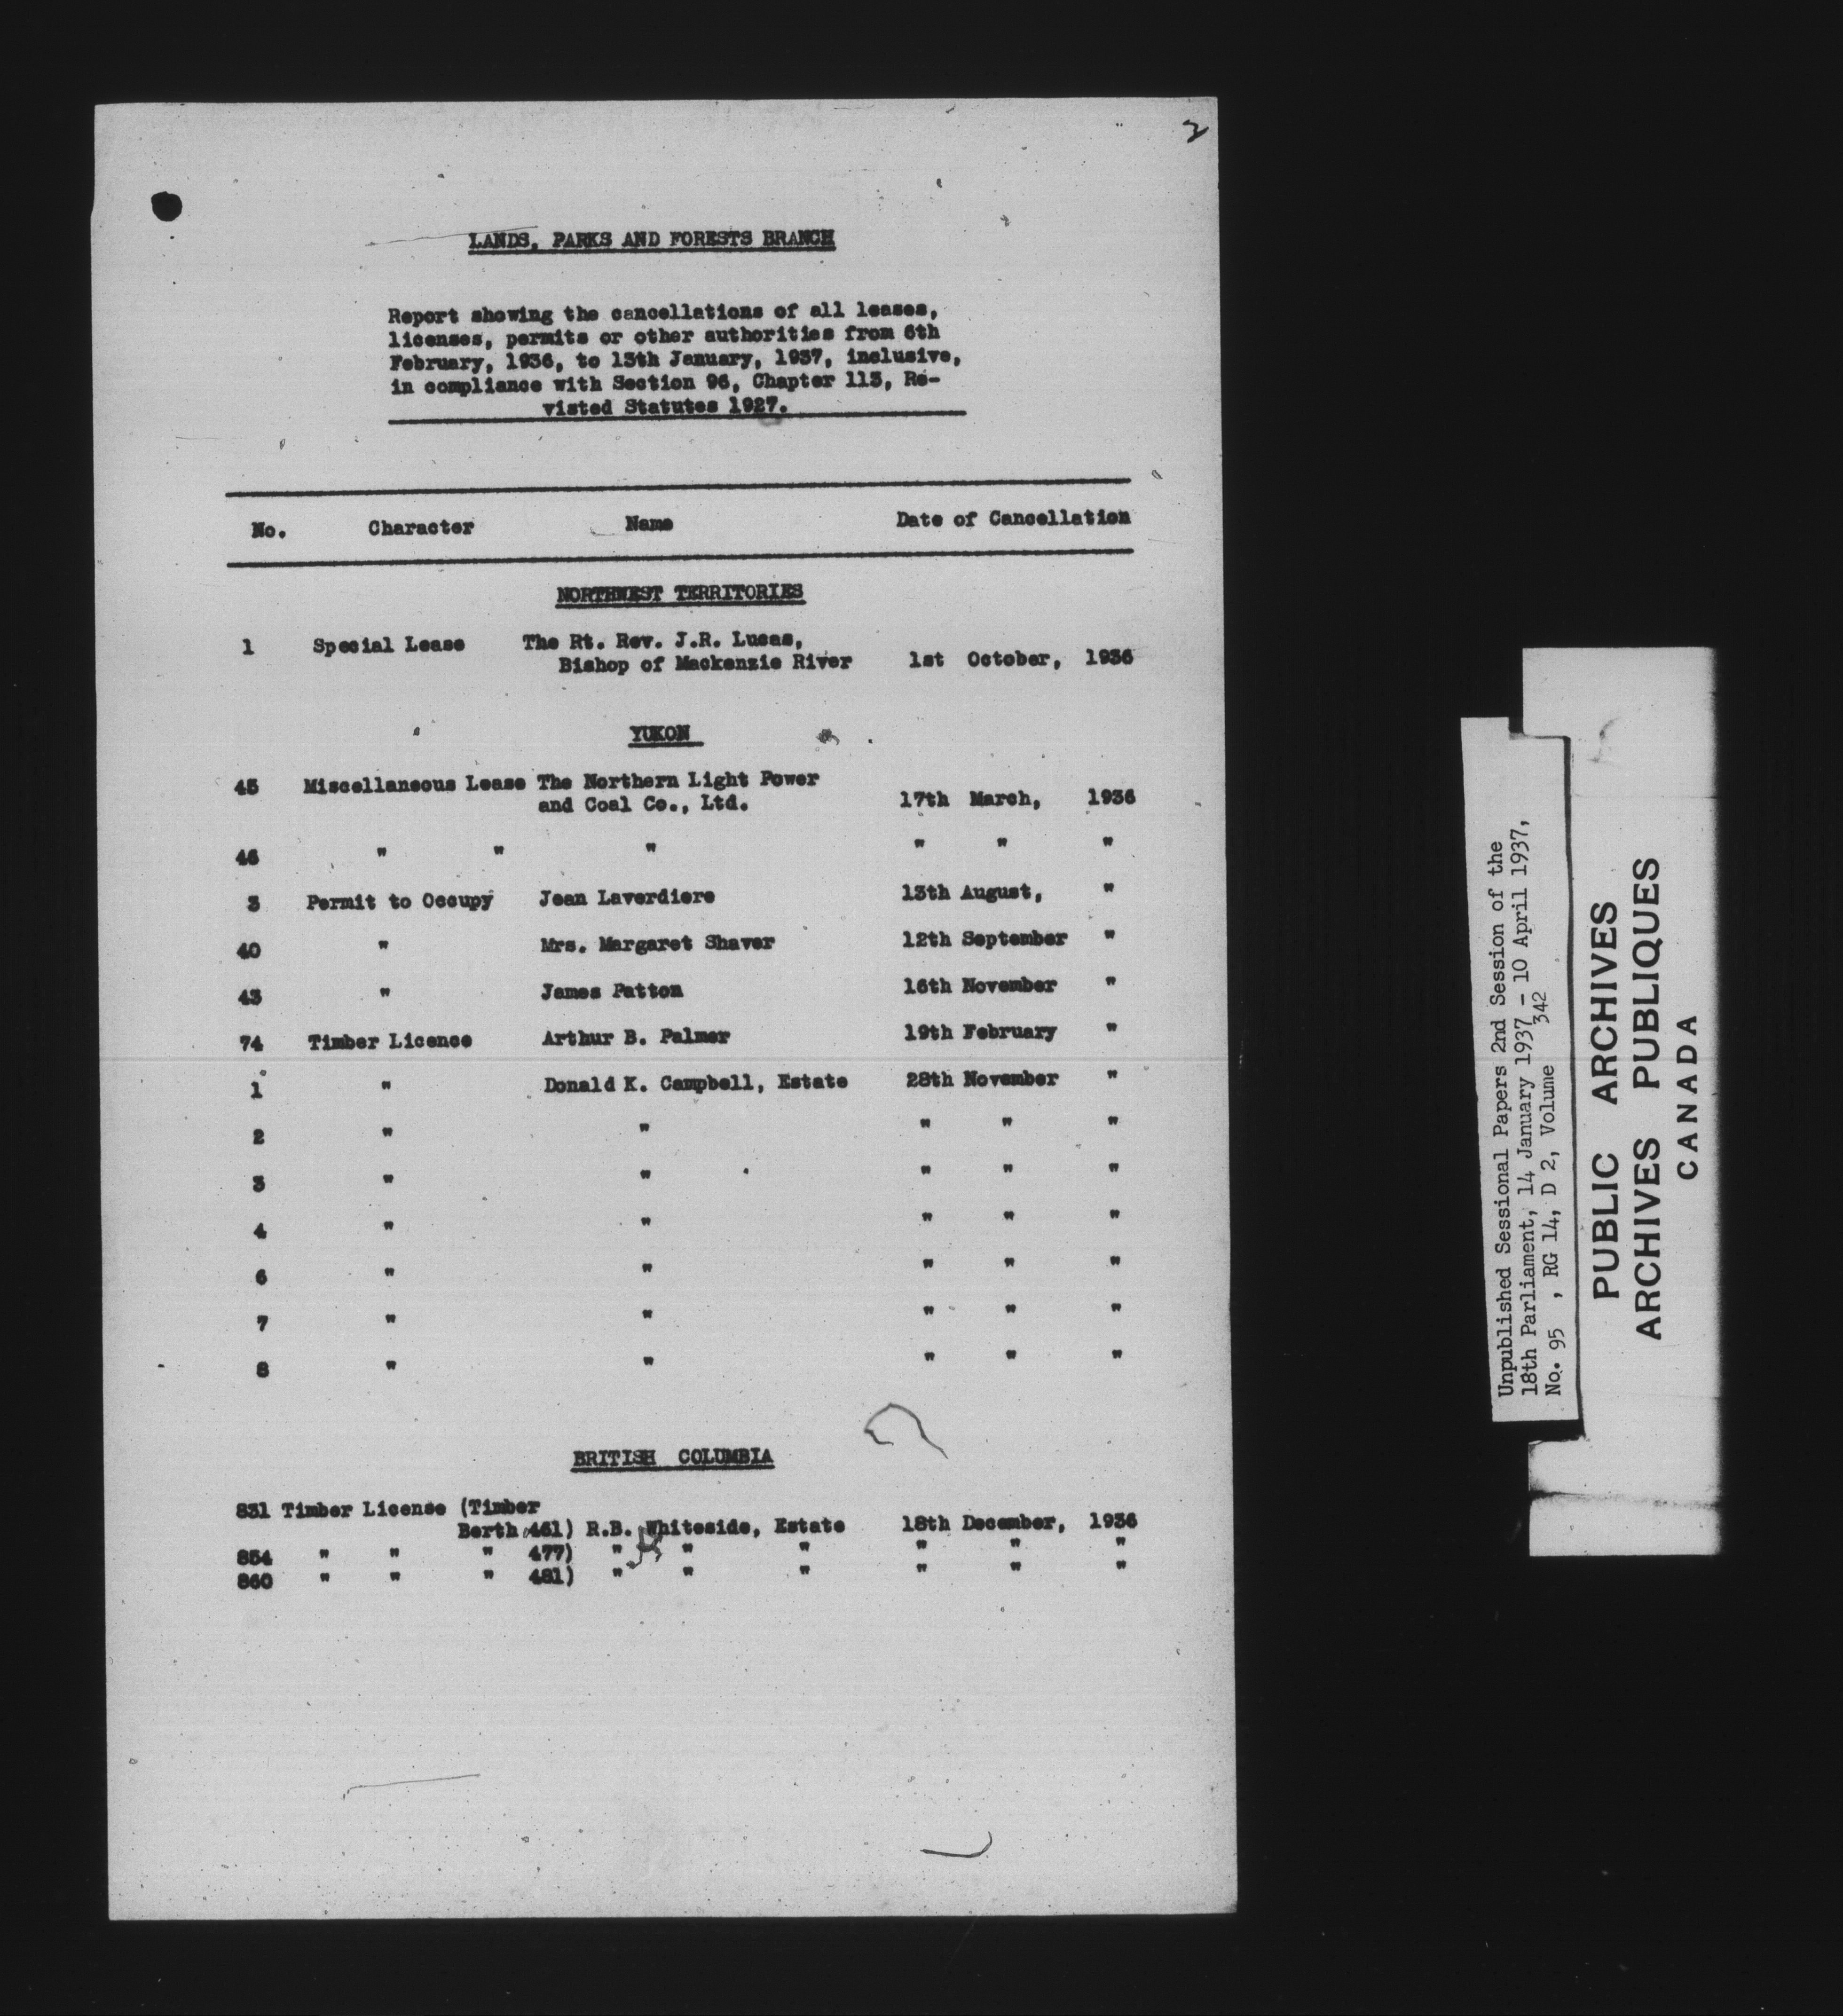 2
LANDS, PARKS AND FORESTS BRANCH
Report showing the cancellations of all leases,
licenses, permits or other authorities from 6th
February, 1936, to 13th January, 1937, inclusive,
in compliance with Section 96, Chapter 113, Re-
visted Statutes 1927.
No. Character Name Date of Cancellation
NORTHWEST TERRITORIES
1 Special Lease The Rt. Rev. J.R. Lucas,
Bishop of Mackenzie River 1st October, 1936
YUKON
45 Miscellaneous Lease The Northern Light Power
and Coal Co., Ltd. 17th March, 1936
46 " " " " " "
3 Permit to Occupy Jean Laverdiere 13th August, "
40 " Mrs. Margaret Shaver 12th September "
43 " James Patton 16th November "
74 Timber Licence Arthur B. Palmer 19th February "
1 " Donald K. Campbell, Estate 28th November "
2 " " " " "
3 " " " " "
4 " " " " "
6 " " " " "
7 " " " " "
8 " " " " "
BRITISH COLUMBIA
831 Timber License (Timber
Berth 461) R.B. Whiteside, Estate 18th December, 1936
854 " " " 477) " " " " " "
860 " " " 481) " " " " " "
Unpublished Sessional Papers 2nd Session of the
18th Parliament, 14 January 1937 - 10 April 1937,
No. 95 , RG 14, D 2, Volume 342
PUBLIC ARCHIVES
ARCHIVES PUBLIQUES
CANADA